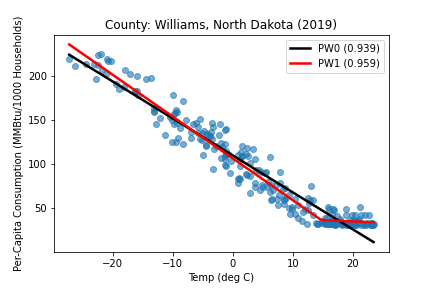 County: Williams, North Dakota (2019)
PW0 (0.939)
PW1 (0.959)
Per-Capita Consumption (MMBtu/1000 Households)
200
150
100
50
−20 −10 0 10 20
Temp (deg C)